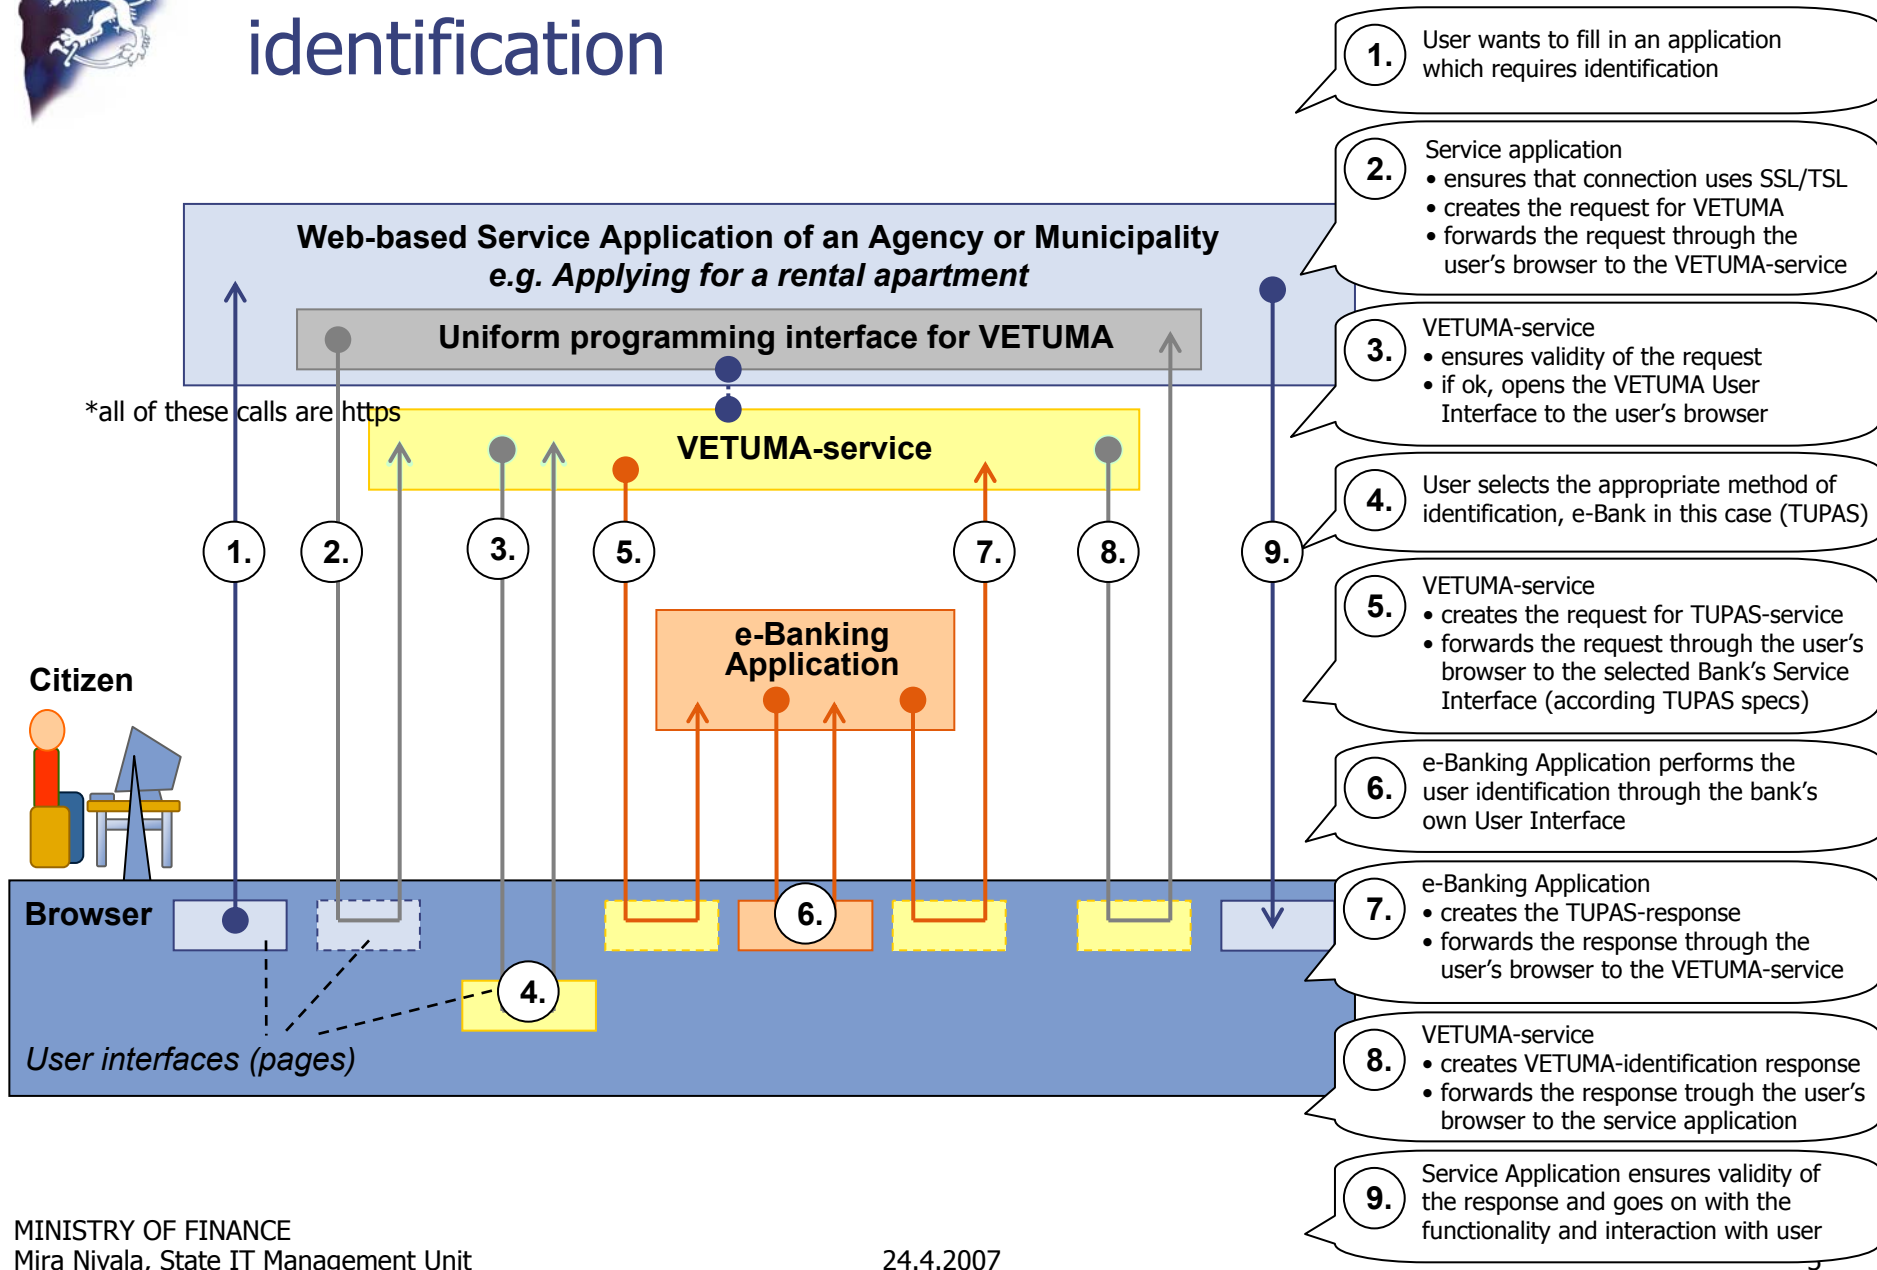 identification
Web-based Service Application of an Agency or Municipality
e.g. Applying for a rental apartment
Uniform programming interface for VETUMA
*all of these calls are https
VETUMA-service
1.
2.
3.
5.
7.
8.
9.
e-Banking
Application
Citizen
Browser
6.
4.
User interfaces (pages)
1.
User wants to fill in an application
which requires identification
2.
Service application
• ensures that connection uses SSL/TSL
• creates the request for VETUMA
• forwards the request through the
user's browser to the VETUMA-service
3.
VETUMA-service
• ensures validity of the request
• if ok, opens the VETUMA User
Interface to the user's browser
4.
User selects the appropriate method of
identification, e-Bank in this case (TUPAS)
5.
VETUMA-service
• creates the request for TUPAS-service
• forwards the request through the user's
browser to the selected Bank's Service
Interface (according TUPAS specs)
6.
e-Banking Application performs the
user identification through the bank's
own User Interface
7.
e-Banking Application
• creates the TUPAS-response
• forwards the response through the
user's browser to the VETUMA-service
8.
VETUMA-service
• creates VETUMA-identification response
• forwards the response trough the user's
browser to the service application
9.
Service Application ensures validity of
the response and goes on with the
functionality and interaction with user
MINISTRY OF FINANCE
Mira Nivala, State IT Management Unit
24.4.2007